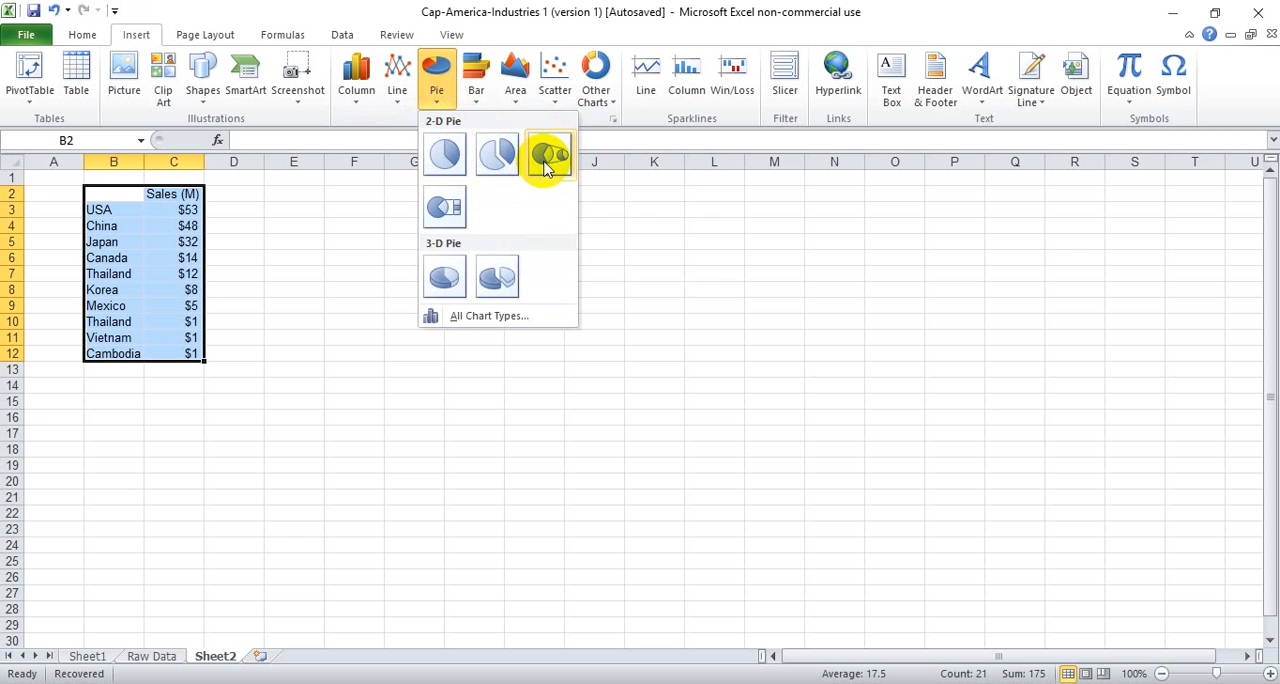 Cap-America-Industries 1 (version 1) [Autosaved] - Microsoft Excel non-commercial use
File Home Insert Page Layout Formulas Data Review View
PivotTable Table Picture Clip Art Shapes SmartArt Screenshot Column Line Pie Bar Area Scatter Other Charts Line Column Win/Loss Slicer Hyperlink Text Box Header & Footer WordArt Signature Line Equation Symbol Object
Tables Illustrations Sparklines Filter Links Text Symbols
B2 fx
2-D Pie
3-D Pie
All Chart Types...
A B C D E F G J K L M N O P Q R S T U
1
2 Sales (M)
3 USA $53
4 China $48
5 Japan $32
6 Canada $14
7 Thailand $12
8 Korea $8
9 Mexico $5
10 Thailand $1
11 Vietnam $1
12 Cambodia $1
13
14
15
16
17
18
19
20
21
22
23
24
25
26
27
28
29
30
Sheet1 Raw Data Sheet2
Ready Recovered Average: 17.5 Count: 21 Sum: 175 100%